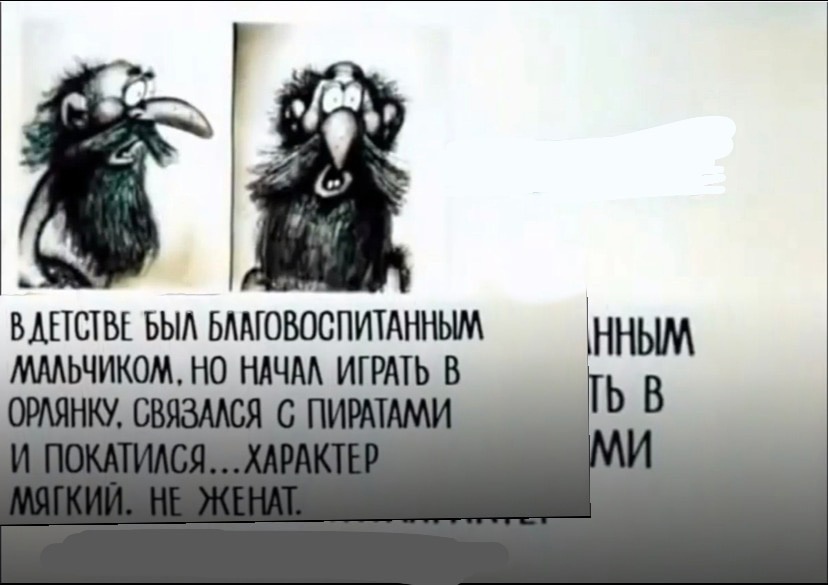 В ДЕТСТВЕ БЫЛ БЛАГОВОСПИТАННЫМ
МАЛЬЧИКОМ, НО НАЧАЛ ИГРАТЬ В
ОРЛЯНКУ, СВЯЗАЛСЯ С ПИРАТАМИ
И ПОКАТИЛСЯ...ХАРАКТЕР
МЯГКИЙ. НЕ ЖЕНАТ.
ННЫМ
ТЬ В
МИ